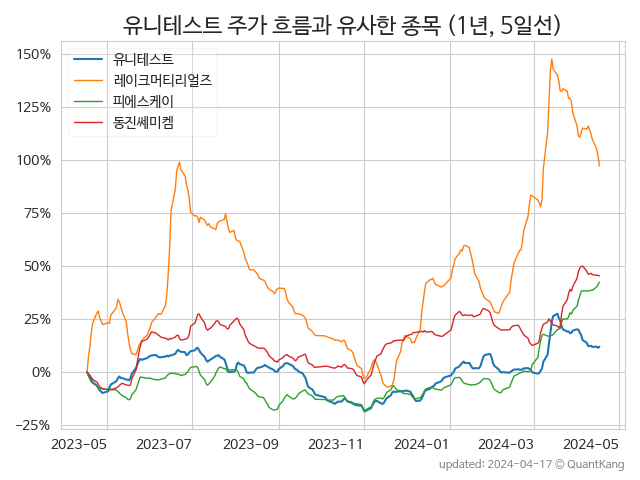 유니테스트 주가 흐름과 유사한 종목 (1년, 5일선)
150%
125%
100%
75%
50%
25%
0%
−25%
유니테스트
레이크머티리얼즈
피에스케이
동진쎄미켐
2023-05 2023-07 2023-09 2023-11 2024-01 2024-03 2024-05
updated: 2024-04-17 © QuantKang